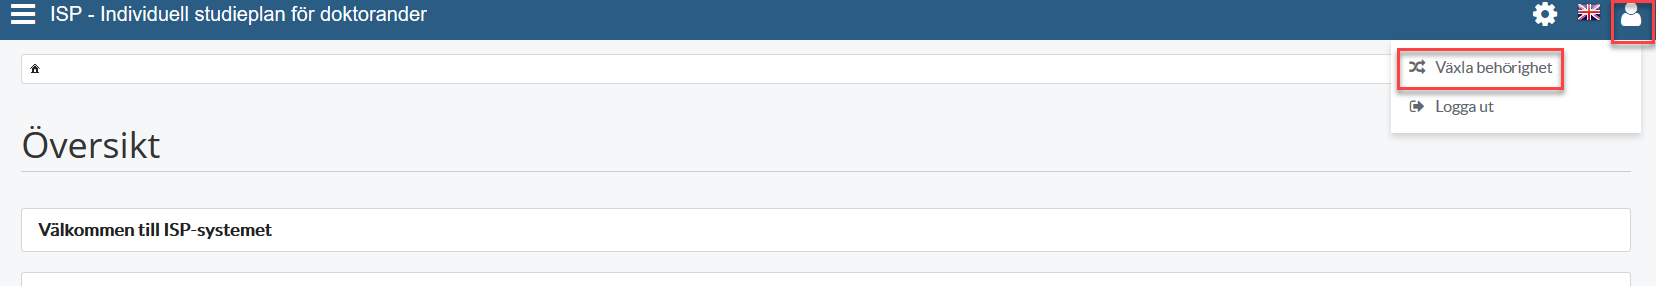 ISP - Individuell studieplan för doktorander
Växla behörighet
Logga ut
Översikt
Välkommen till ISP-systemet